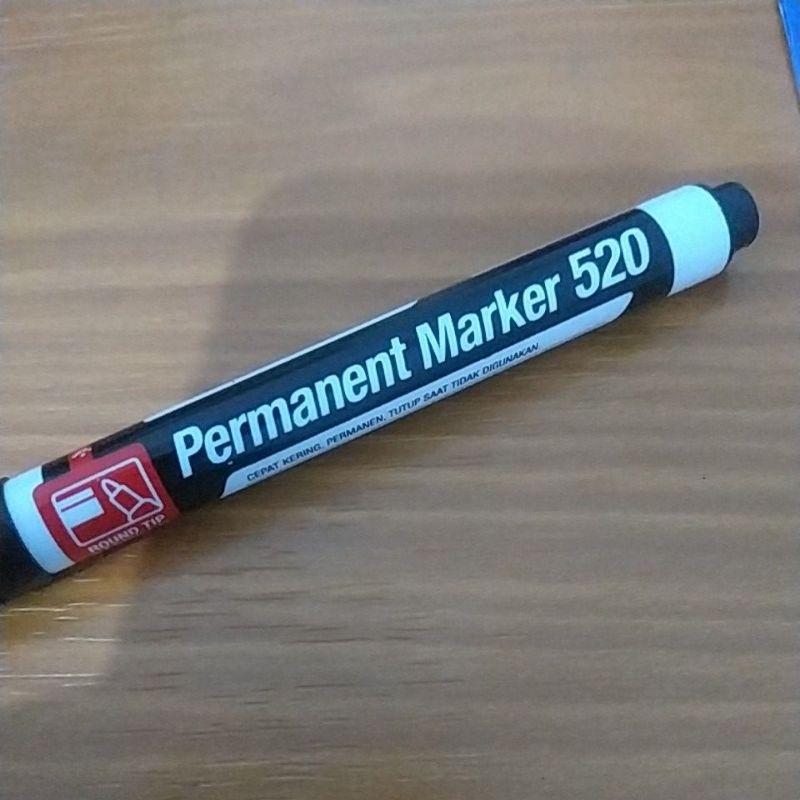 Permanent Marker 520
CEPAT KERING, PERMANEN, TUTUP SAAT TIDAK DIGUNAKAN
ROUND TIP